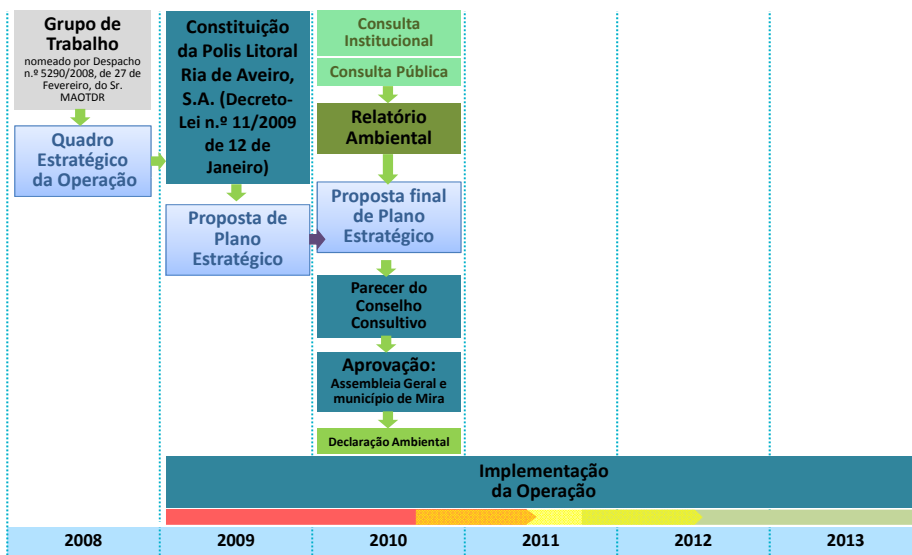 Grupo de
Trabalho
nomeado por Despacho
n.º 5290/2008, de 27 de
Fevereiro, do Sr.
MAOTDR
Quadro
Estratégico
da Operação
Constituição
da Polis Litoral
Ria de Aveiro,
S.A. (Decreto-
Lei n.º 11/2009
de 12 de
Janeiro)
Proposta de
Plano
Estratégico
Consulta
Institucional
Consulta Pública
Relatório
Ambiental
Proposta final
de Plano
Estratégico
Parecer do
Conselho
Consultivo
Aprovação:
Assembleia Geral e
município de Mira
Declaração Ambiental
Implementação
da Operação
2008
2009
2010
2011
2012
2013